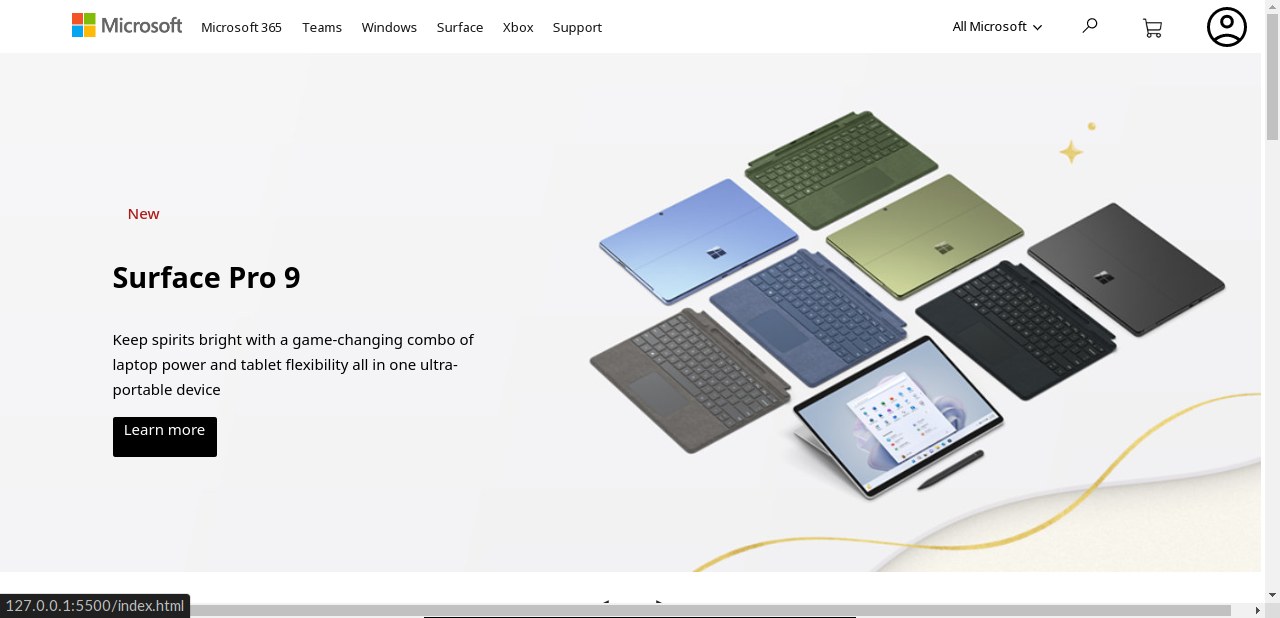 Microsoft
Microsoft 365
Teams
Windows
Surface
Xbox
Support
All Microsoft
New
Surface Pro 9
Keep spirits bright with a game-changing combo of
laptop power and tablet flexibility all in one ultra-
portable device
Learn more
127.0.0.1:5500/index.html